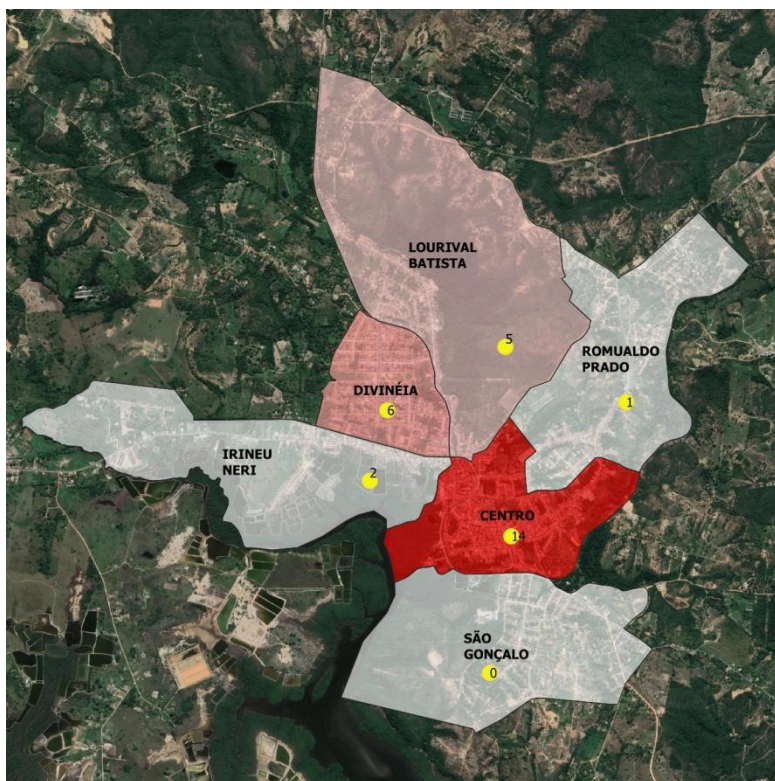 LOURIVAL
BATISTA
5
ROMUALDO
PRADO
1
DIVINÉIA
6
IRINEU
NERI
2
CENTRO
14
SÃO
GONÇALO
0